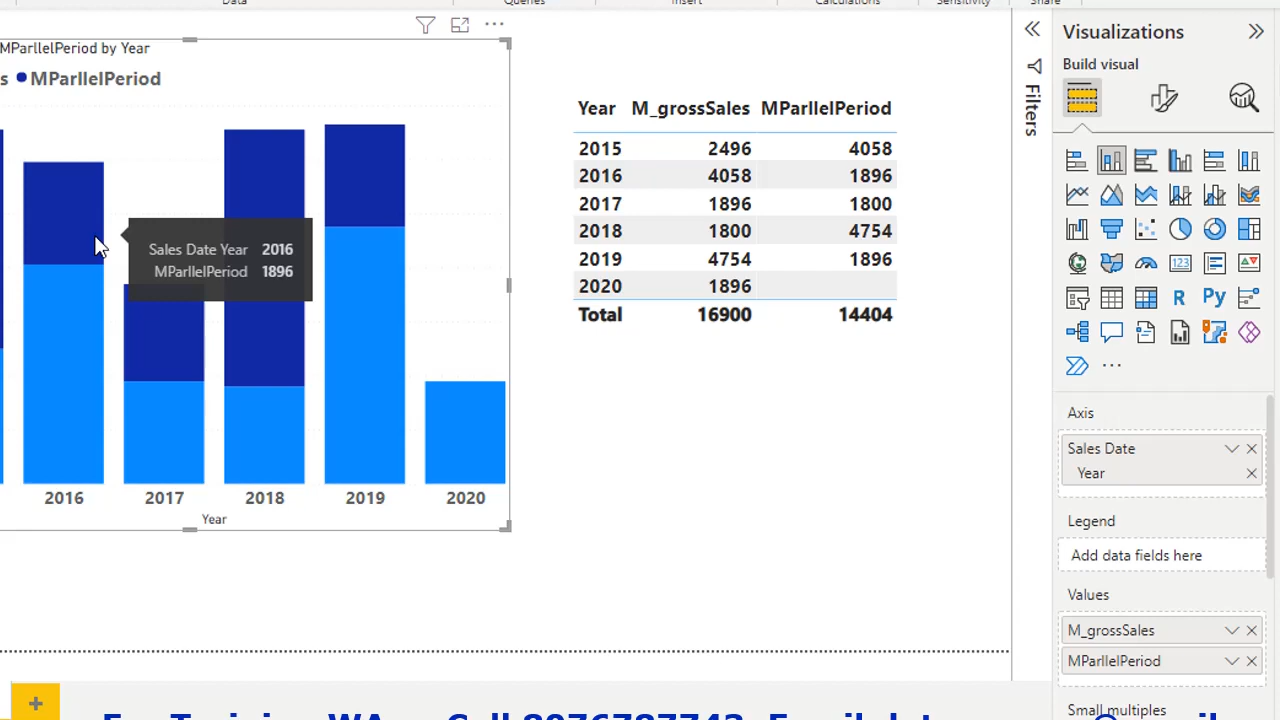 Data Queries Insert Calculations Sensitivity Share
MParllelPeriod by Year
s MParllelPeriod
Sales Date Year 2016
MParllelPeriod 1896
2016 2017 2018 2019 2020
Year
Year M_grossSales MParllelPeriod
2015 2496 4058
2016 4058 1896
2017 1896 1800
2018 1800 4754
2019 4754 1896
2020 1896
Total 16900 14404
Filters
Visualizations
Build visual
123
R Py
Axis
Sales Date
Year
Legend
Add data fields here
Values
M_grossSales
MParllelPeriod
Small multiples
+